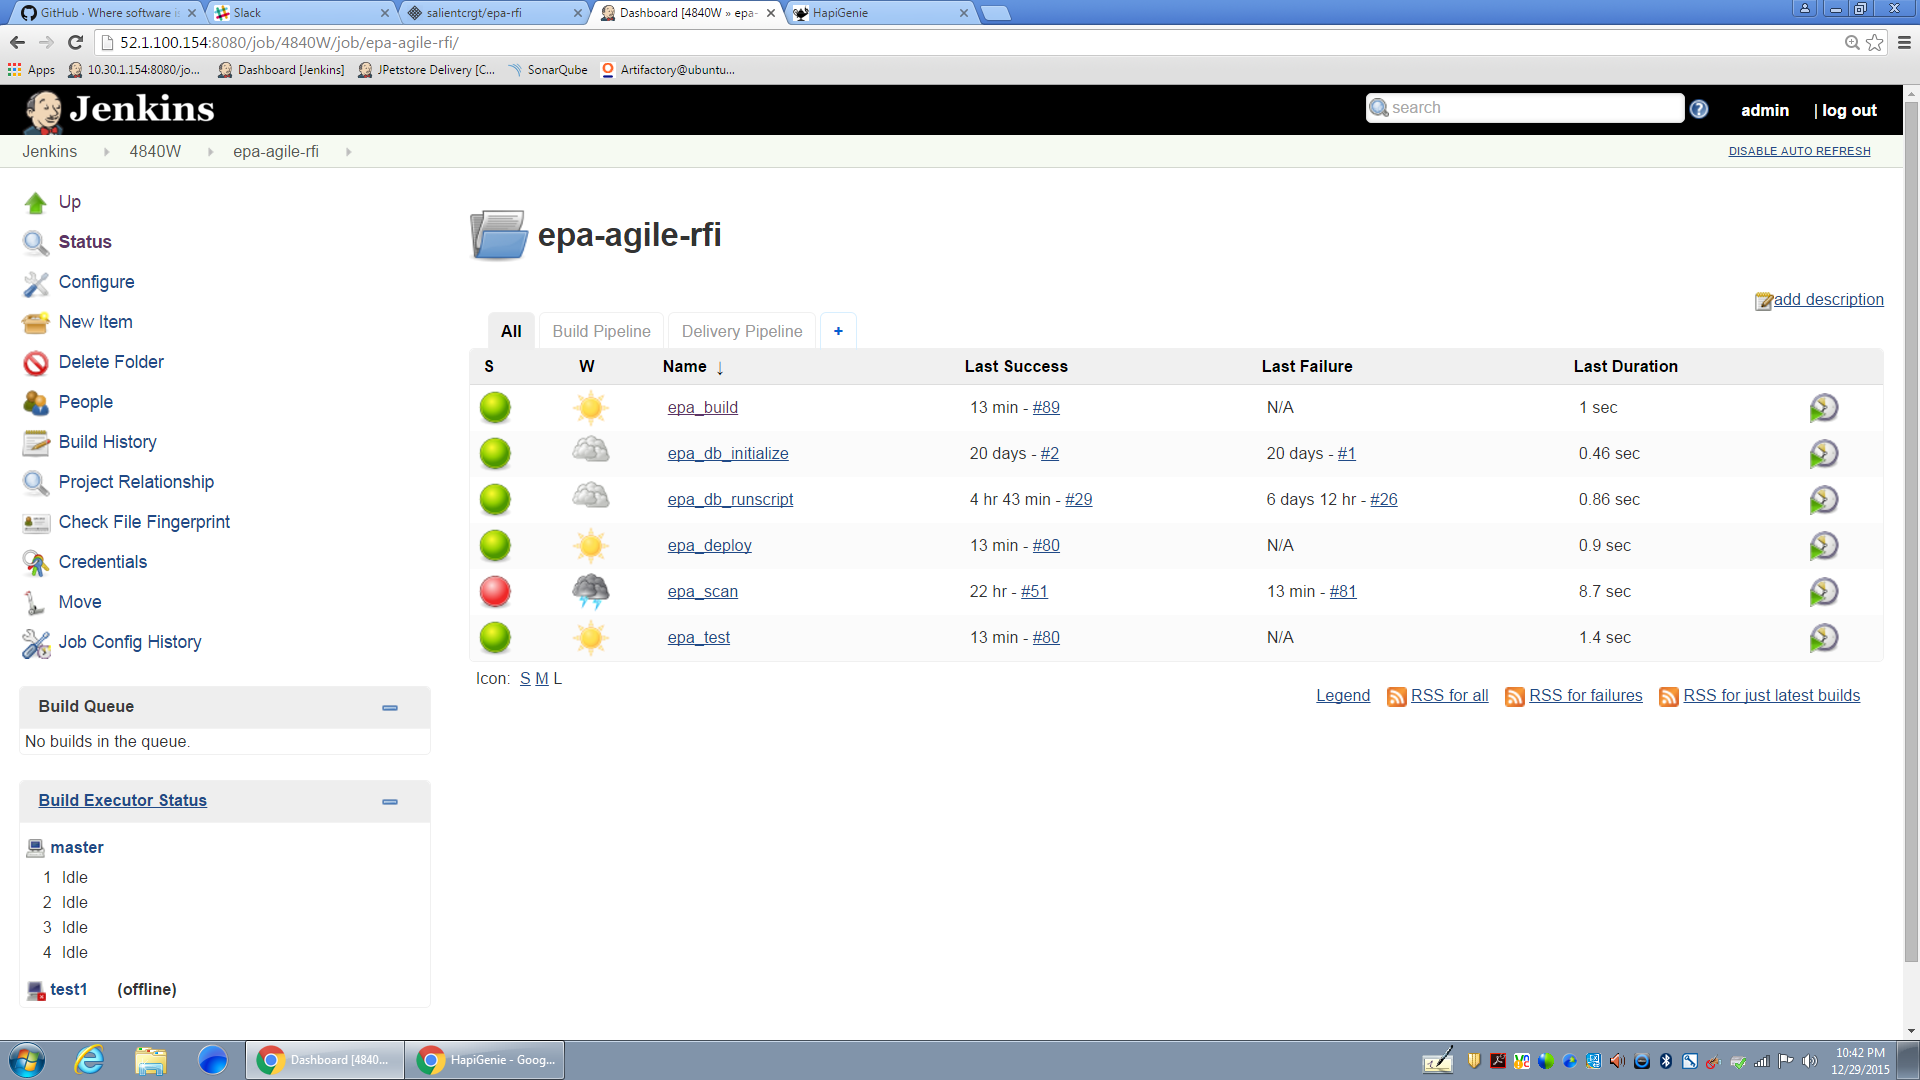 GitHub · Where software is
Slack
salientcrgt/epa-rfi
Dashboard [4840W » epa-
HapiGenie
52.1.100.154:8080/job/4840W/job/epa-agile-rfi/
Apps
10.30.1.154:8080/jo...
Dashboard [Jenkins]
JPetstore Delivery [C...
SonarQube
Artifactory@ubuntu...
Jenkins
search
admin
| log out
Jenkins
4840W
epa-agile-rfi
DISABLE AUTO REFRESH
Up
Status
Configure
New Item
Delete Folder
People
Build History
Project Relationship
Check File Fingerprint
Credentials
Move
Job Config History
Build Queue
No builds in the queue.
Build Executor Status
master
1 Idle
2 Idle
3 Idle
4 Idle
test1 (offline)
epa-agile-rfi
add description
All Build Pipeline Delivery Pipeline +
S W Name ↓ Last Success Last Failure Last Duration
epa_build 13 min - #89 N/A 1 sec
epa_db_initialize 20 days - #2 20 days - #1 0.46 sec
epa_db_runscript 4 hr 43 min - #29 6 days 12 hr - #26 0.86 sec
epa_deploy 13 min - #80 N/A 0.9 sec
epa_scan 22 hr - #51 13 min - #81 8.7 sec
epa_test 13 min - #80 N/A 1.4 sec
Icon: S M L
Legend RSS for all RSS for failures RSS for just latest builds
Dashboard [4840...
HapiGenie - Goog...
10:42 PM
12/29/2015